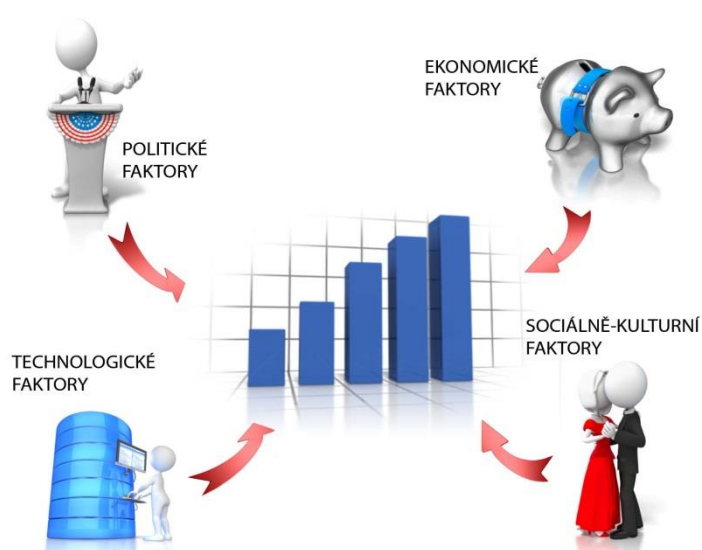 EKONOMICKÉ
FAKTORY
POLITICKÉ
FAKTORY
SOCIÁLNĚ-KULTURNÍ
FAKTORY
TECHNOLOGICKÉ
FAKTORY